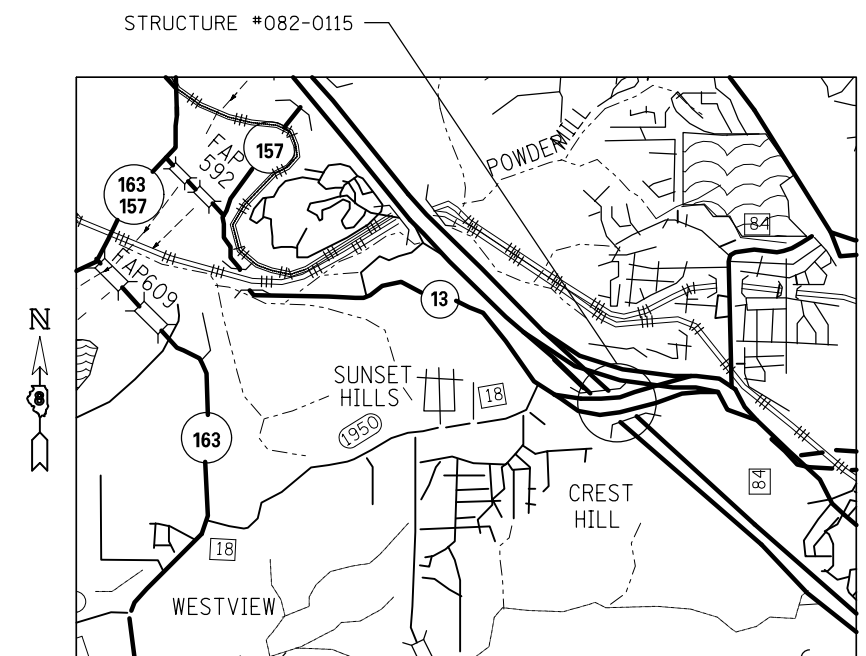 STRUCTURE #082-0115
POWDERMILL
FAP
592
157
163
157
84
FAP609
N
13
8
SUNSET
HILLS
18
1950
163
84
CREST
HILL
18
WESTVIEW